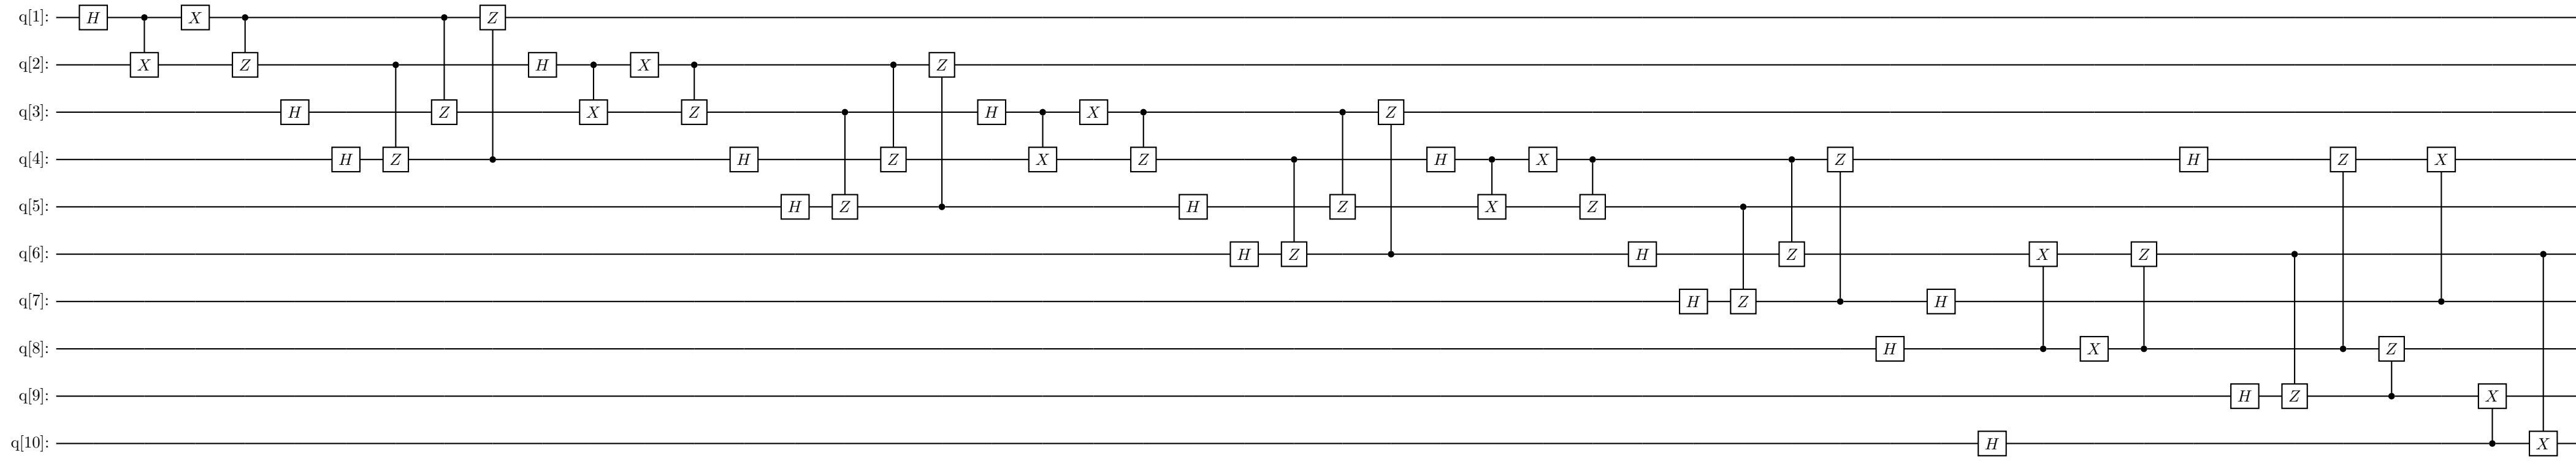 q[1]: H X Z
q[2]: X Z H X Z
q[3]: H Z X Z H X Z
q[4]: H Z H Z X Z H X Z H Z X
q[5]: H Z H Z X Z
q[6]: H Z H Z X Z
q[7]: H Z H
q[8]: H X Z
q[9]: H Z X
q[10]: H X